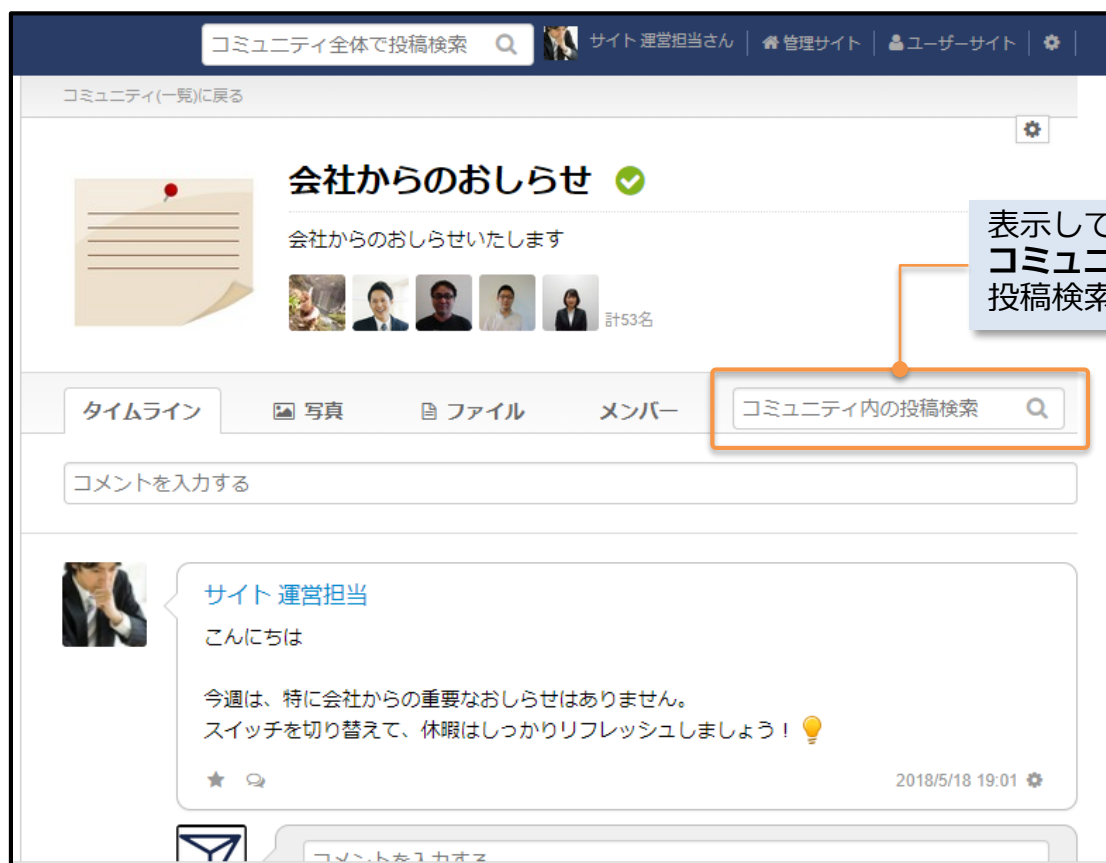 コミュニティ全体で投稿検索
サイト 運営担当さん
管理サイト
ユーザーサイト
コミュニティ(一覧)に戻る
会社からのおしらせ
会社からのおしらせいたします
計53名
表示して
コミュニ
投稿検索
タイムライン
写真
ファイル
メンバー
コミュニティ内の投稿検索
コメントを入力する
サイト 運営担当
こんにちは
今週は、特に会社からの重要なおしらせはありません。
スイッチを切り替えて、休暇はしっかりリフレッシュしましょう！
2018/5/18 19:01
コメントを入力する